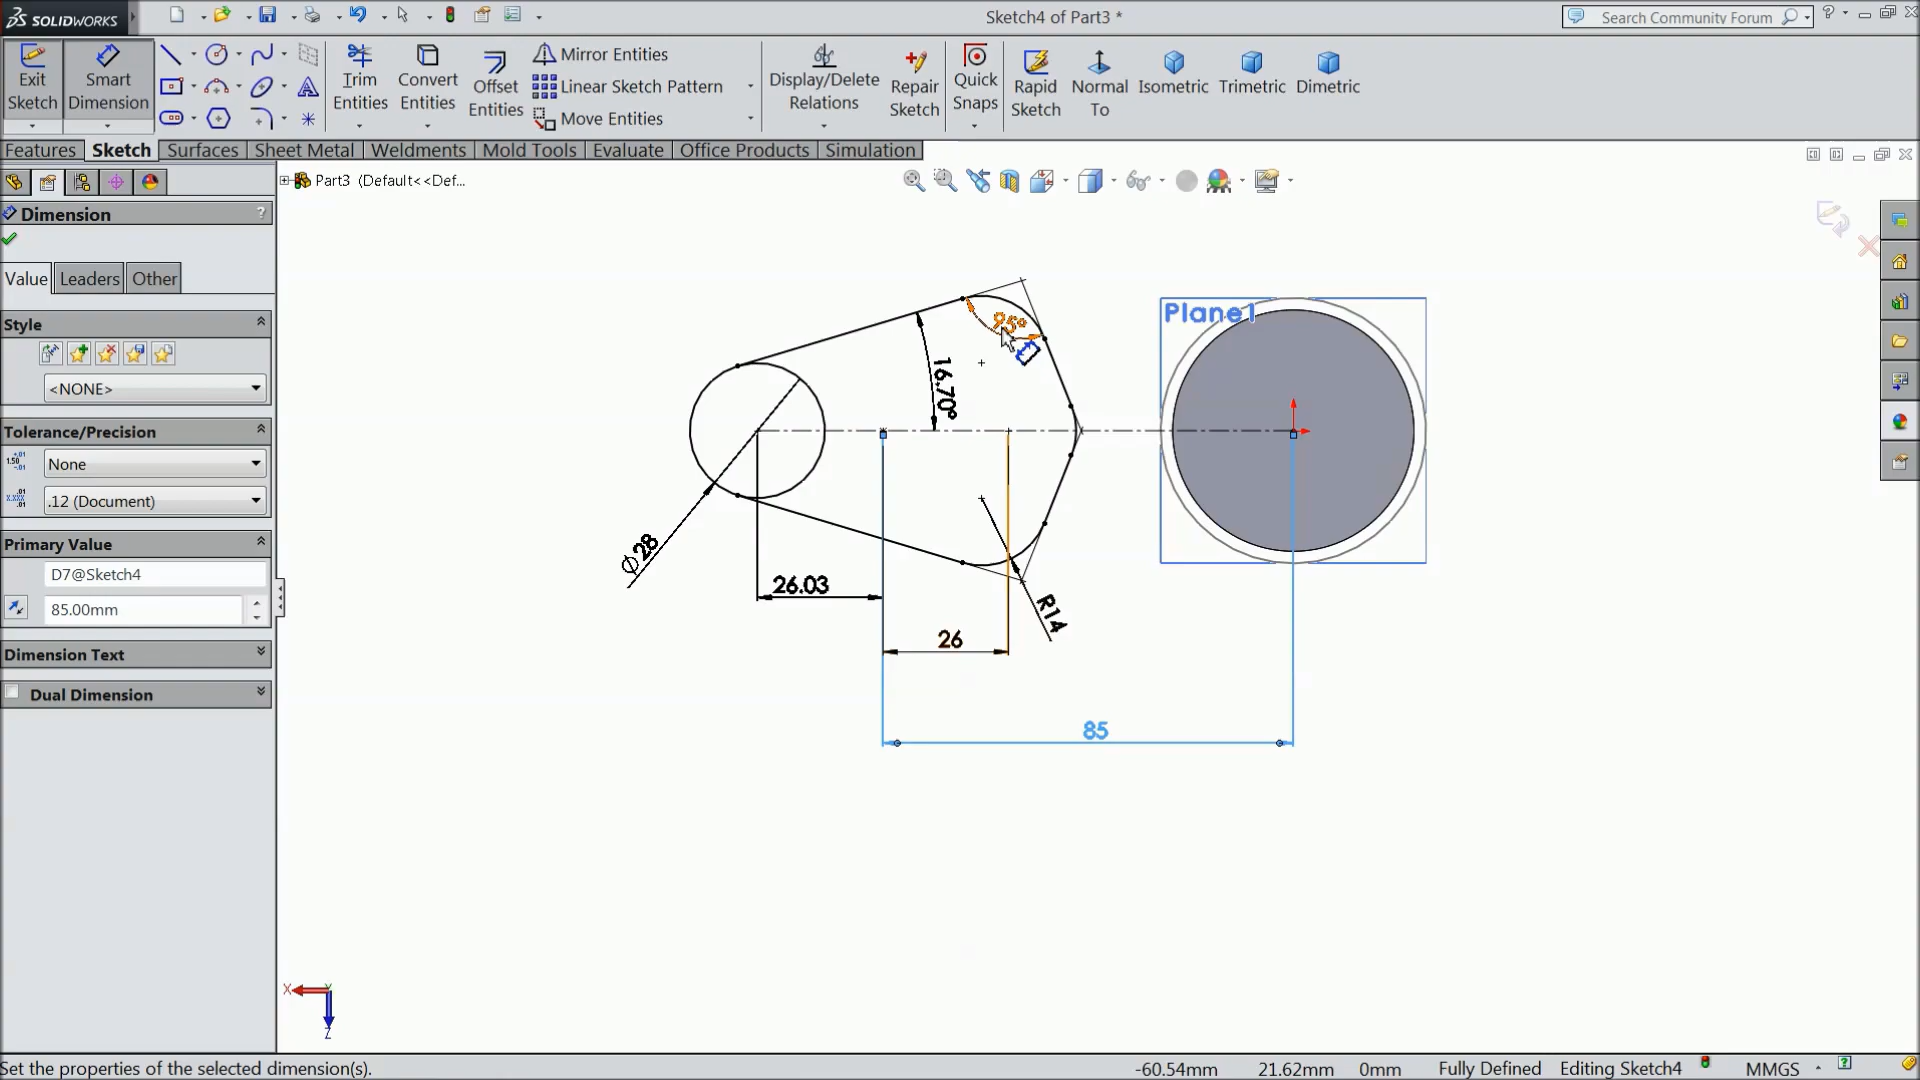 SOLIDWORKS
Sketch4 of Part3 *
Search Community Forum
Exit Sketch
Smart Dimension
Trim Entities
Convert Entities
Offset Entities
Mirror Entities
Linear Sketch Pattern
Move Entities
Display/Delete Relations
Repair Sketch
Quick Snaps
Rapid Sketch
Normal To
Isometric
Trimetric
Dimetric
Features
Sketch
Surfaces
Sheet Metal
Weldments
Mold Tools
Evaluate
Office Products
Simulation
Part3 (Default<<Def...
Dimension
?
Value
Leaders
Other
Style
<NONE>
Tolerance/Precision
None
.12 (Document)
Primary Value
D7@Sketch4
85.00mm
Dimension Text
Dual Dimension
Plane1
95°
16.70°
Ø28
26.03
26
R14
85
X
Z
Set the properties of the selected dimension(s).
-60.54mm
21.62mm
0mm
Fully Defined
Editing Sketch4
MMGS